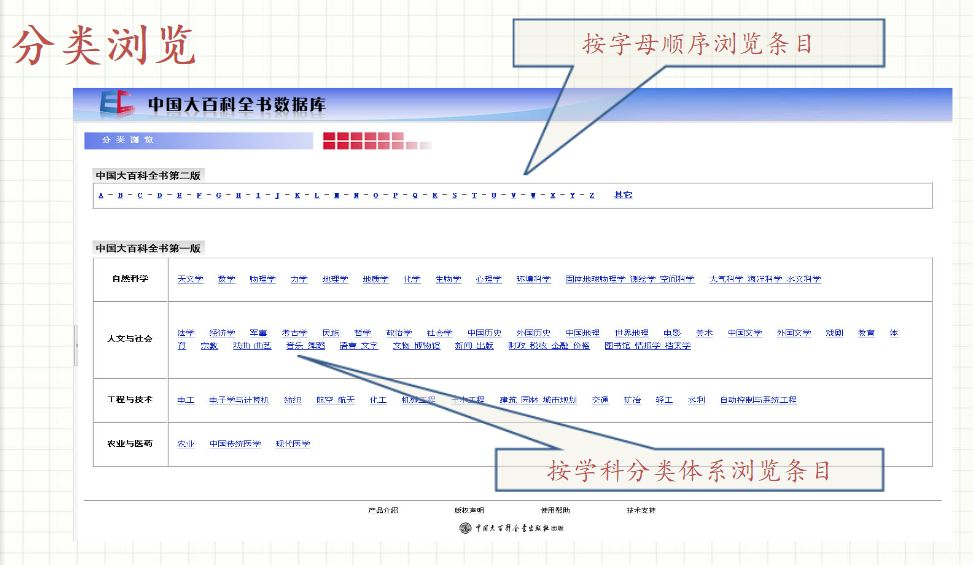 分类浏览
按字母顺序浏览条目
中国大百科全书数据库
分类浏览
中国大百科全书第二版
A - B - C - D - E - F - G - H - I - J - K - L - M - N - O - P - Q - R - S - T - U - V - W - X - Y - Z 其它
中国大百科全书第一版
自然科学 天文学 数学 物理学 力学 地理学 地质学 化学 生物学 心理学 环境科学 固体地球物理学 测绘学 空间科学 大气科学 海洋科学 水文科学
人文与社会 法学 经济学 军事 考古学 民族 哲学 政治学 社会学 中国历史 外国历史 中国地理 世界地理 电影 美术 中国文学 外国文学 戏剧 教育 体
育 宗教 戏曲 曲艺 音乐 舞蹈 语言 文字 文物 博物馆 新闻 出版 财政 税收 金融 价格 图书馆 情报学 档案学
工程与技术 电工 电子学与计算机 纺织 航空 航天 化工 机械工程 土木工程 建筑 园林 城市规划 交通 矿冶 轻工 水利 自动控制与系统工程
农业与医药 农业 中国传统医学 现代医学
按学科分类体系浏览条目
产品介绍 版权声明 使用帮助 技术支持
中国大百科全书出版社出版